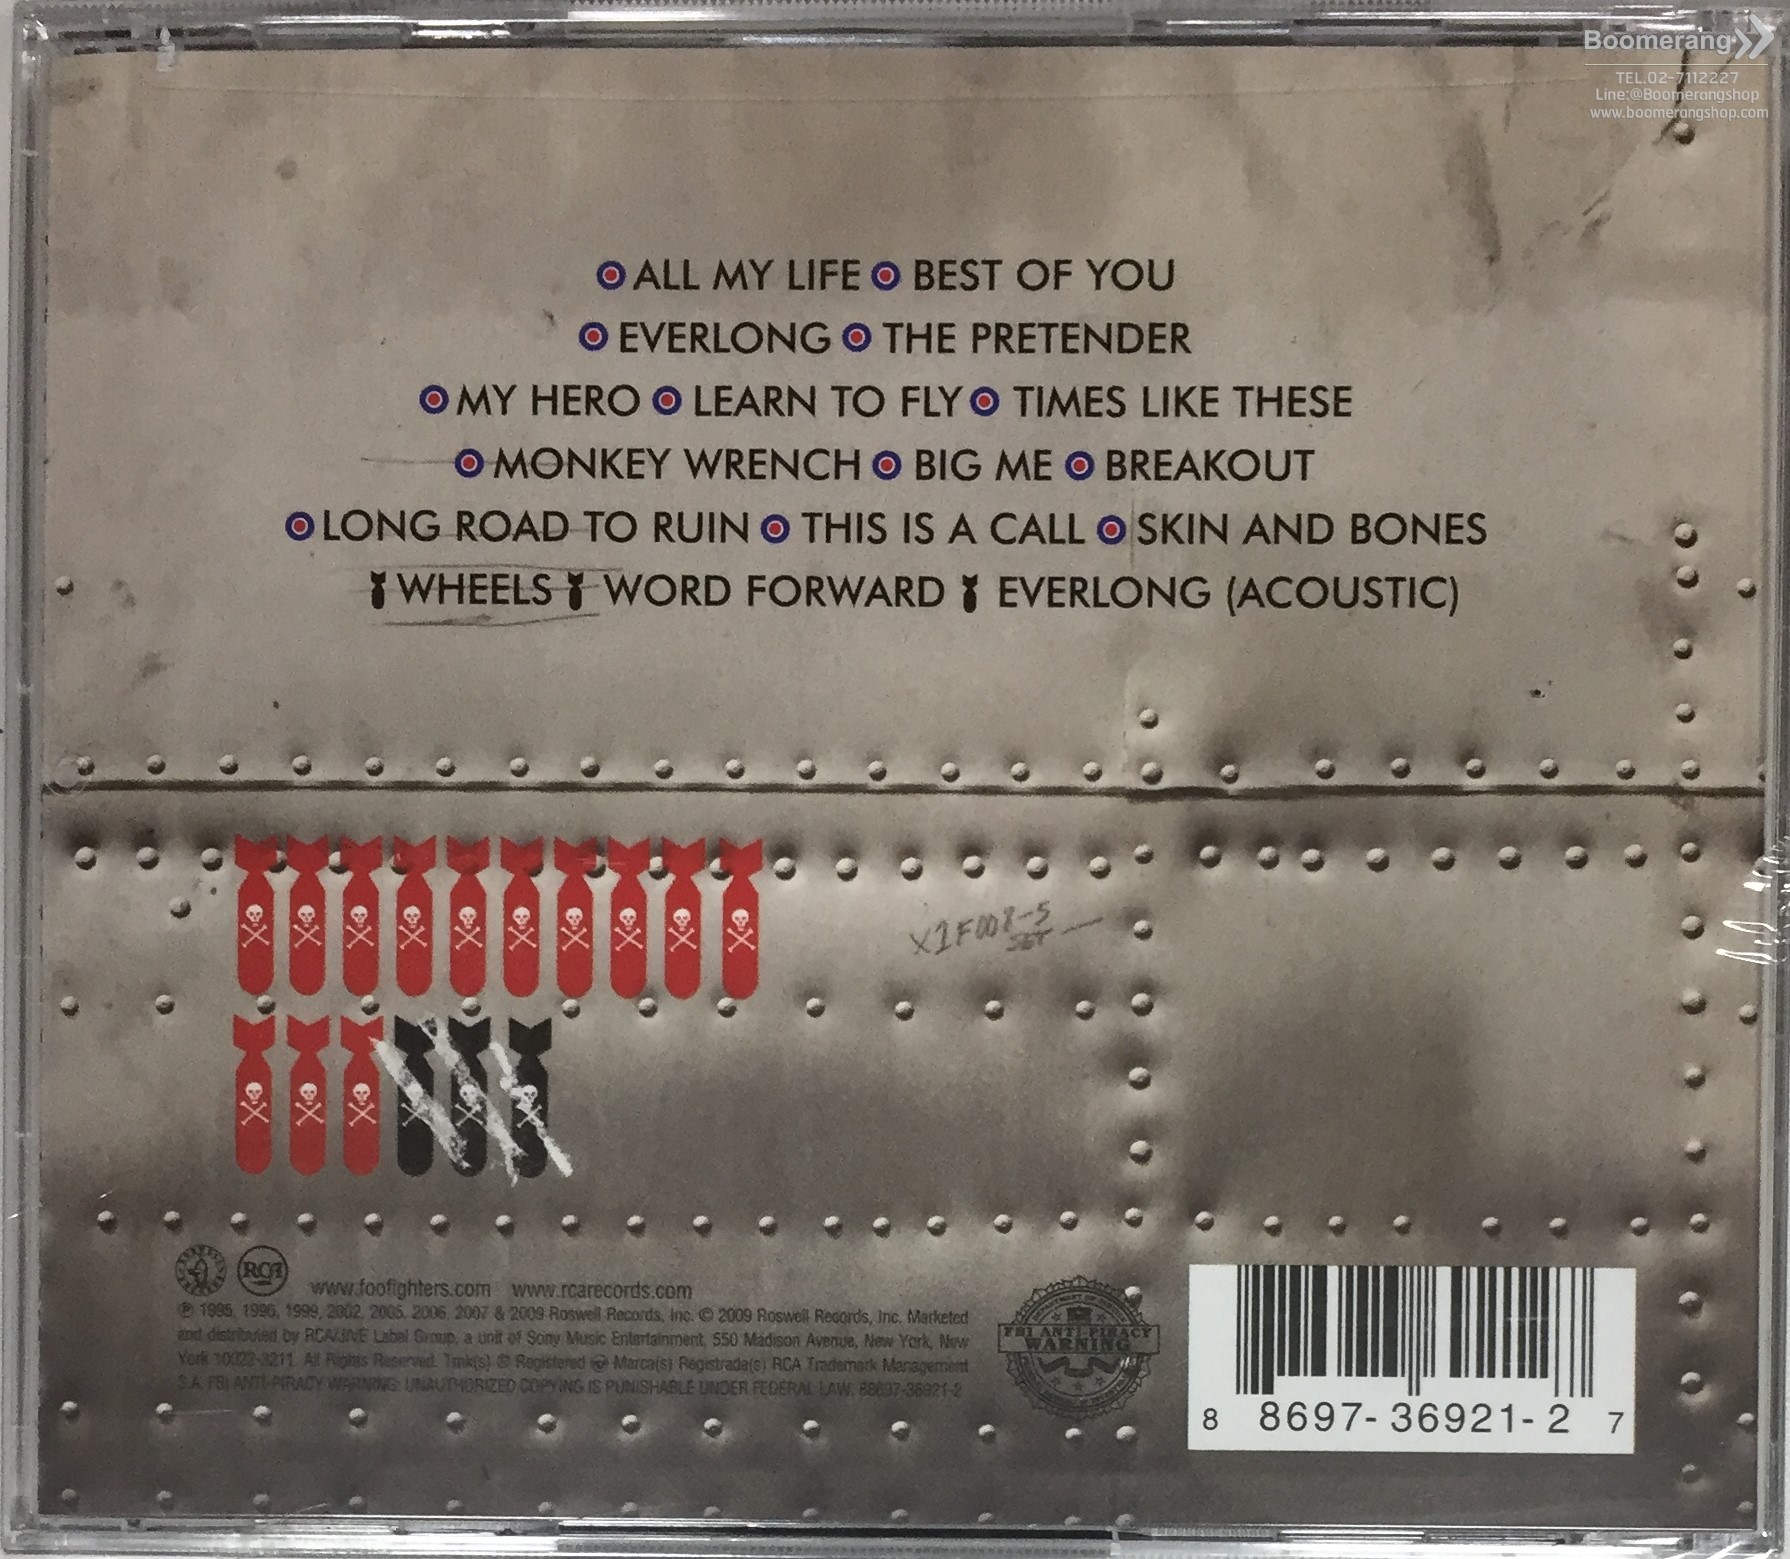 Boomerang
TEL.02-7112227
Line:@Boomerangshop
www.boomerangshop.com
ALL MY LIFE BEST OF YOU
EVERLONG THE PRETENDER
MY HERO LEARN TO FLY TIMES LIKE THESE
MONKEY WRENCH BIG ME BREAKOUT
LONG ROAD TO RUIN THIS IS A CALL SKIN AND BONES
WHEELS WORD FORWARD EVERLONG (ACOUSTIC)
X1F008-5
SET
RCA
www.foofighters.com www.rcarecords.com
℗ 1995, 1996, 1999, 2002, 2005, 2006, 2007 & 2009 Roswell Records, Inc. © 2009 Roswell Records, Inc. Marketed
and distributed by RCA/JIVE Label Group, a unit of Sony Music Entertainment, 550 Madison Avenue, New York, New
York 10022-3211. All Rights Reserved. Tmk(s) ® Registered Marca(s) Registrada(s) RCA Trademark Management
S.A. FBI ANTI-PIRACY WARNING: UNAUTHORIZED COPYING IS PUNISHABLE UNDER FEDERAL LAW. 88697-36921-2
FBI ANTI-PIRACY
WARNING
8 8697-36921-2 7